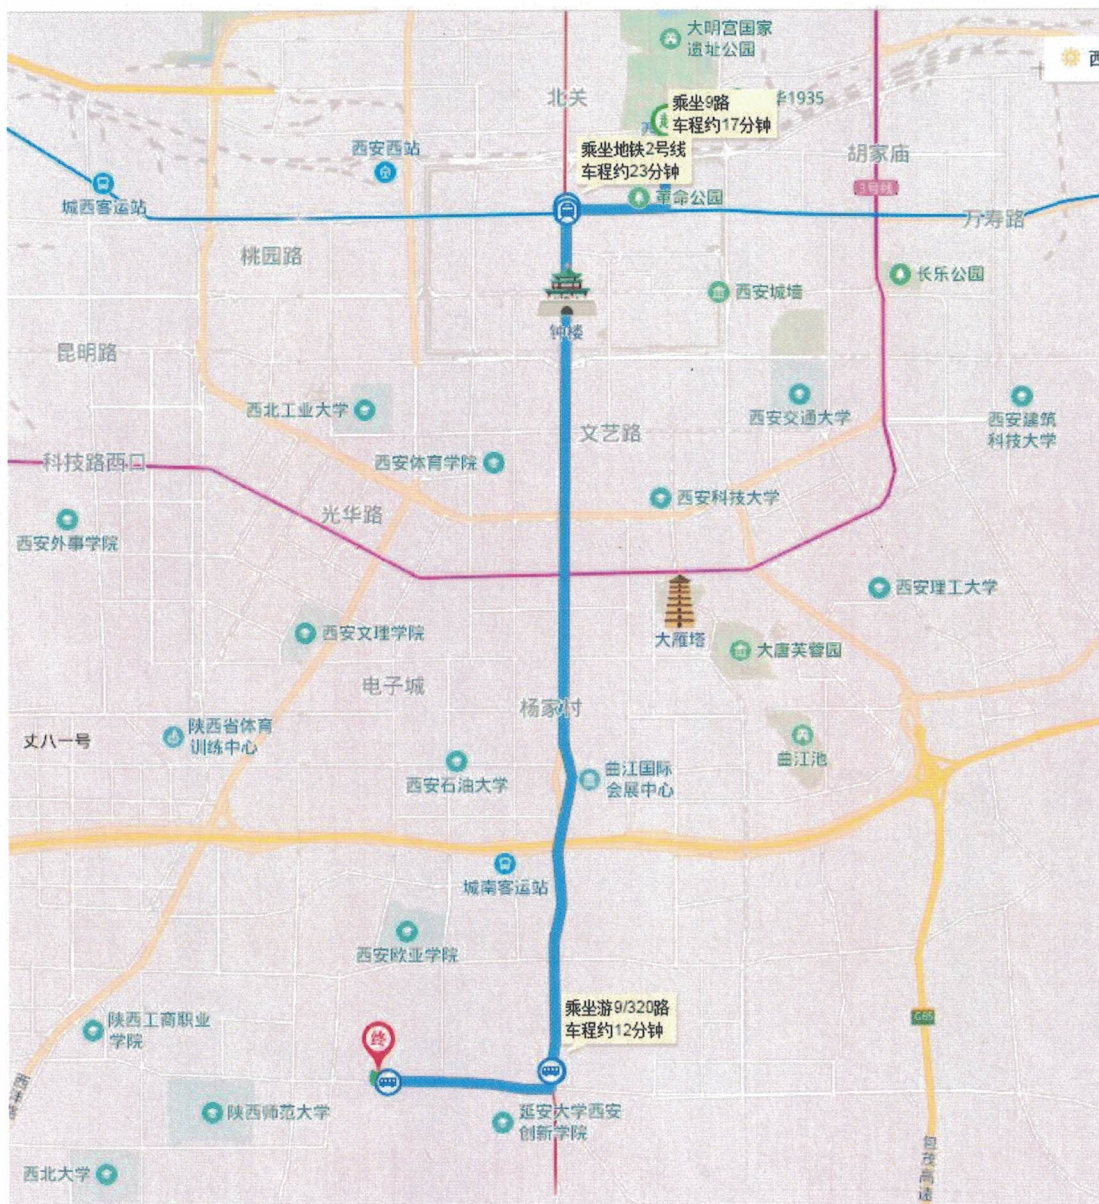 大明宫国家
遗址公园
西
北关
乘坐9路
车程约17分钟
华1935
西安西站
乘坐地铁2号线
车程约23分钟
胡家庙
3号线
城西客运站
革命公园
万寿路
桃园路
长乐公园
西安城墙
钟楼
昆明路
西北工业大学
西安交通大学
西安建筑
科技大学
文艺路
科技路西口
西安体育学院
西安科技大学
光华路
西安外事学院
西安理工大学
西安文理学院
大雁塔
大唐芙蓉园
电子城
杨家村
陕西省体育
训练中心
丈八一号
曲江池
西安石油大学
曲江国际
会展中心
城南客运站
西安欧亚学院
乘坐游9/320路
车程约12分钟
G65
陕西工商职业
学院
终
陕西师范大学
延安大学西安
创新学院
包茂高速
西北大学